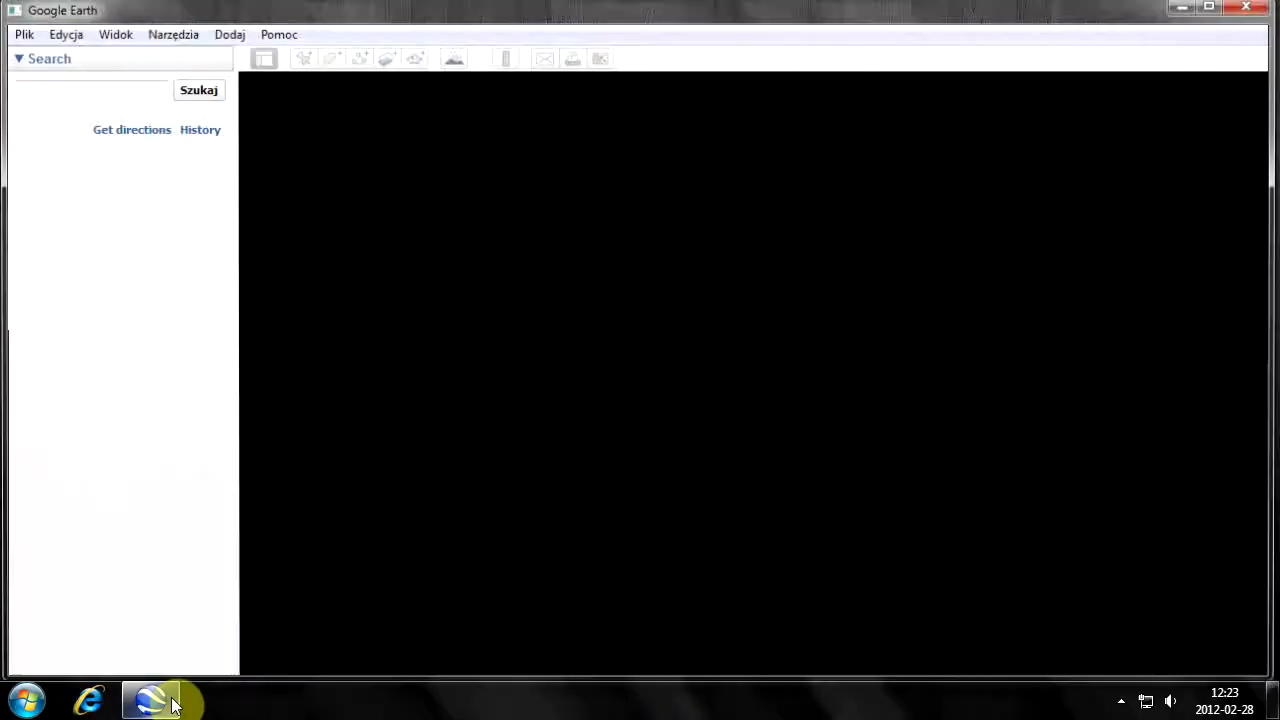 Google Earth
Plik Edycja Widok Narzędzia Dodaj Pomoc
Search
Szukaj
Get directions History
12:23
2012-02-28